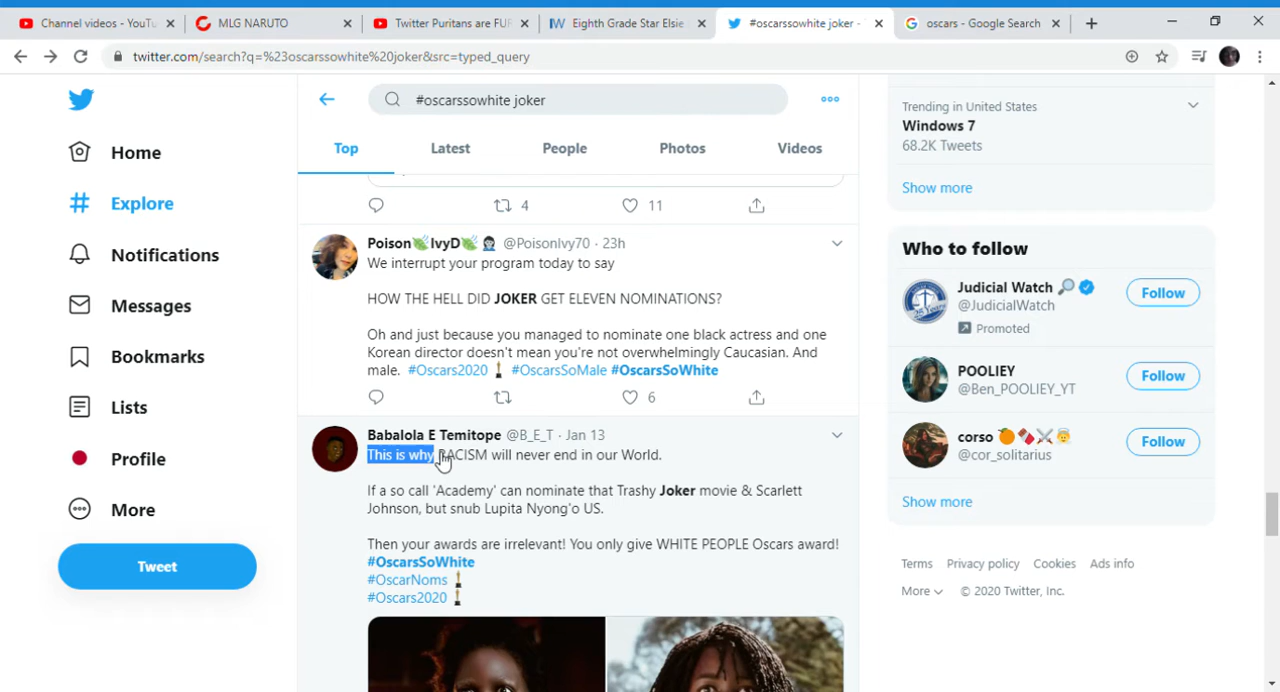 Channel videos - YouTu
MLG NARUTO
Twitter Puritans are FUR
Eighth Grade Star Elsie
#oscarssowhite joker -
oscars - Google Search
twitter.com/search?q=%23oscarssowhite%20joker&src=typed_query
#oscarssowhite joker
Top
Latest
People
Photos
Videos
Home
Explore
Notifications
Messages
Bookmarks
Lists
Profile
More
Tweet
4
11
Poison🍃IvyD🍃 @PoisonIvy70 · 23h
We interrupt your program today to say
HOW THE HELL DID JOKER GET ELEVEN NOMINATIONS?
Oh and just because you managed to nominate one black actress and one
Korean director doesn't mean you're not overwhelmingly Caucasian. And
male. #Oscars2020 #OscarsSoMale #OscarsSoWhite
6
Babalola E Temitope @B_E_T · Jan 13
This is why RACISM will never end in our World.
If a so call 'Academy' can nominate that Trashy Joker movie & Scarlett
Johnson, but snub Lupita Nyong'o US.
Then your awards are irrelevant! You only give WHITE PEOPLE Oscars award!
#OscarsSoWhite
#OscarNoms
#Oscars2020
Trending in United States
Windows 7
68.2K Tweets
Show more
Who to follow
Judicial Watch
@JudicialWatch
Promoted
Follow
POOLIEY
@Ben_POOLIEY_YT
Follow
corso
@cor_solitarius
Follow
Show more
Terms Privacy policy Cookies Ads info
More © 2020 Twitter, Inc.